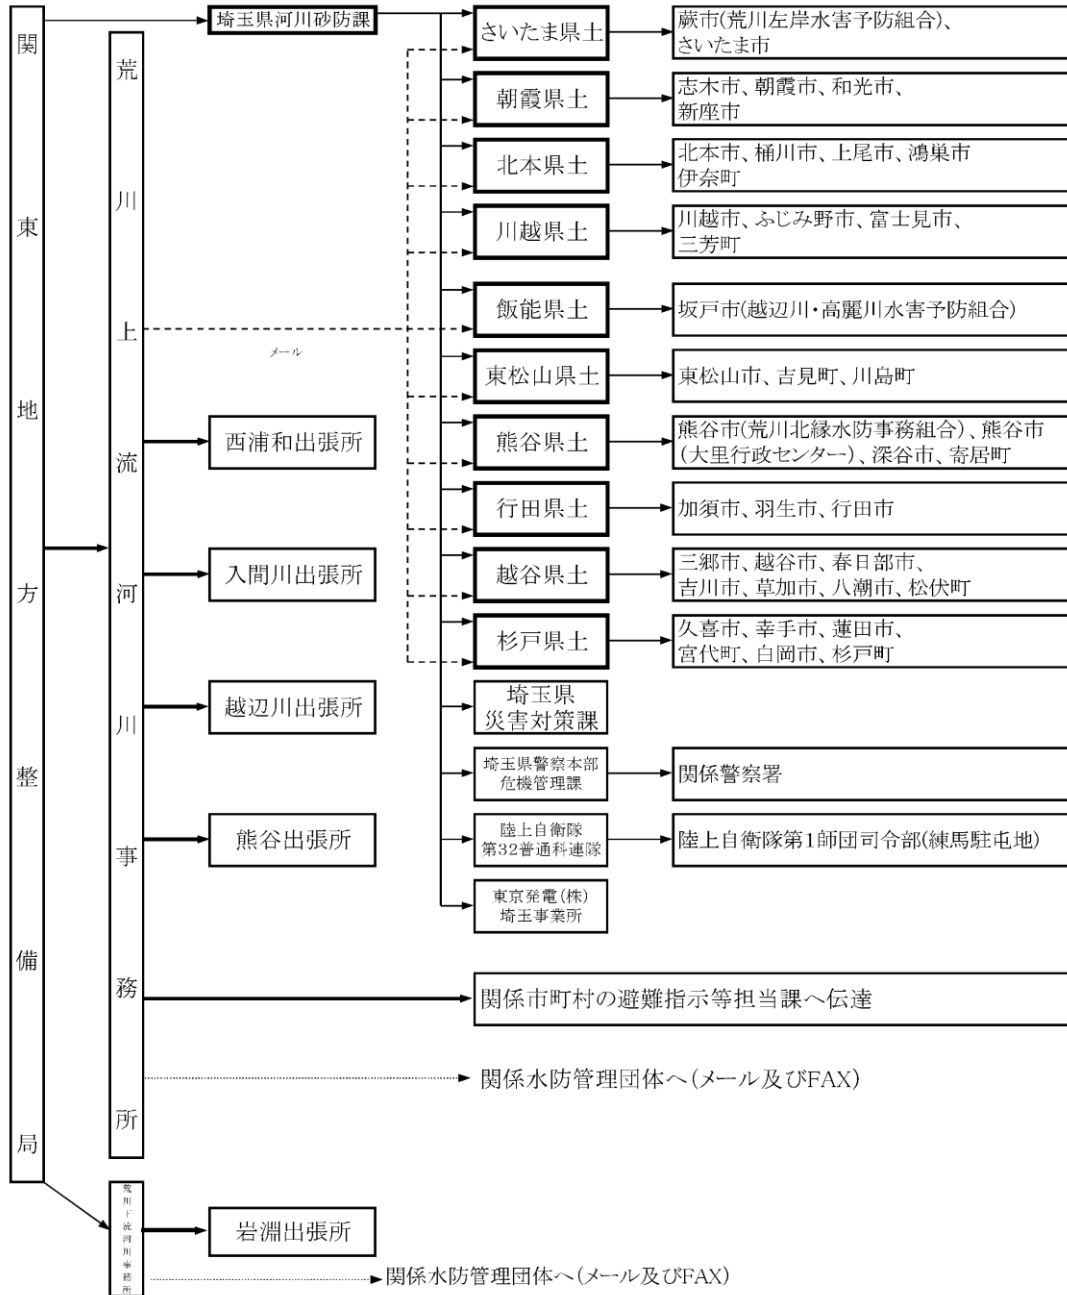 関東地方整備局
荒川上流河川事務所
埼玉県河川砂防課
さいたま県土
蕨市(荒川左岸水害予防組合)、
さいたま市
朝霞県土
志木市、朝霞市、和光市、
新座市
北本県土
北本市、桶川市、上尾市、鴻巣市
伊奈町
川越県土
川越市、ふじみ野市、富士見市、
三芳町
飯能県土
坂戸市(越辺川・高麗川水害予防組合)
メール
東松山県土
東松山市、吉見町、川島町
西浦和出張所
熊谷県土
熊谷市(荒川北縁水防事務組合)、熊谷市
(大里行政センター)、深谷市、寄居町
行田県土
加須市、羽生市、行田市
入間川出張所
越谷県土
三郷市、越谷市、春日部市、
吉川市、草加市、八潮市、松伏町
杉戸県土
久喜市、幸手市、蓮田市、
宮代町、白岡市、杉戸町
越辺川出張所
埼玉県
災害対策課
埼玉県警察本部
危機管理課
関係警察署
熊谷出張所
陸上自衛隊
第32普通科連隊
陸上自衛隊第1師団司令部(練馬駐屯地)
東京発電(株)
埼玉事業所
関係市町村の避難指示等担当課へ伝達
関係水防管理団体へ(メール及びFAX)
荒川下流河川事務所
岩淵出張所
関係水防管理団体へ(メール及びFAX)